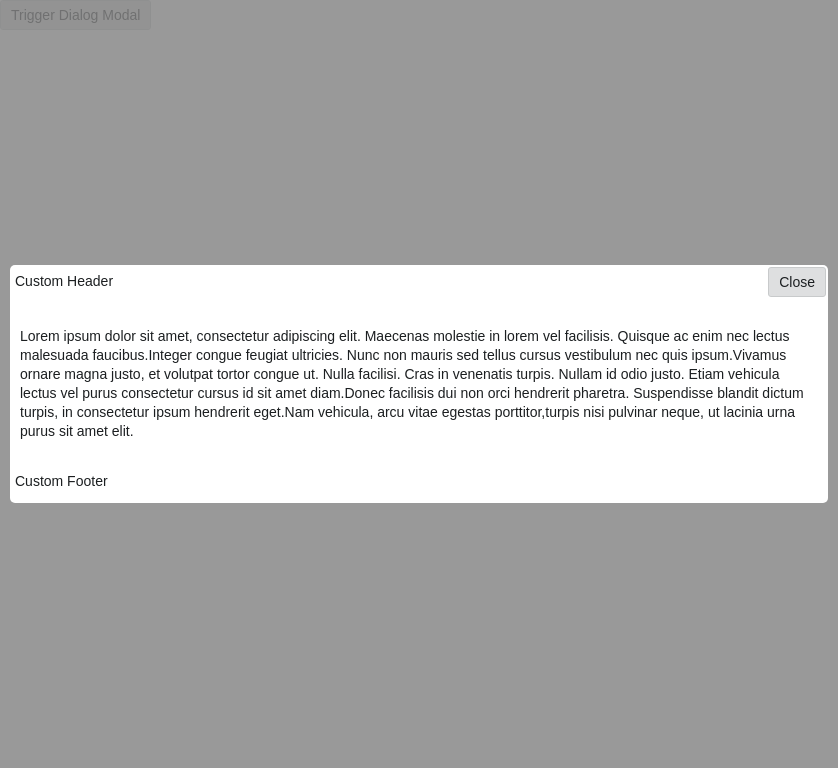 Trigger Dialog Modal
Custom Header
Close
Lorem ipsum dolor sit amet, consectetur adipiscing elit. Maecenas molestie in lorem vel facilisis. Quisque ac enim nec lectus
malesuada faucibus.Integer congue feugiat ultricies. Nunc non mauris sed tellus cursus vestibulum nec quis ipsum.Vivamus
ornare magna justo, et volutpat tortor congue ut. Nulla facilisi. Cras in venenatis turpis. Nullam id odio justo. Etiam vehicula
lectus vel purus consectetur cursus id sit amet diam.Donec facilisis dui non orci hendrerit pharetra. Suspendisse blandit dictum
turpis, in consectetur ipsum hendrerit eget.Nam vehicula, arcu vitae egestas porttitor,turpis nisi pulvinar neque, ut lacinia urna
purus sit amet elit.
Custom Footer